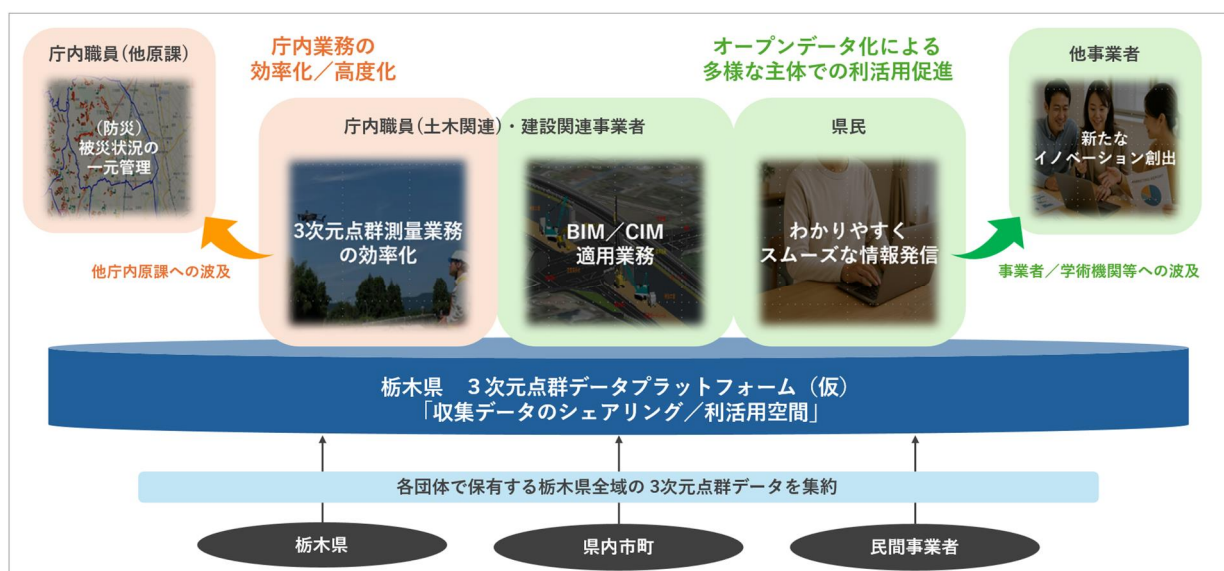 庁内職員(他原課)
(防災)
被災状況の
一元管理
他庁内原課への波及
庁内業務の
効率化／高度化
庁内職員(土木関連)・建設関連事業者
3次元点群測量業務
の効率化
BIM／CIM
適用業務
オープンデータ化による
多様な主体での利活用促進
県民
わかりやすく
スムーズな情報発信
他事業者
新たな
イノベーション創出
事業者／学術機関等への波及
栃木県　３次元点群データプラットフォーム（仮）
「収集データのシェアリング／利活用空間」
各団体で保有する栃木県全域の 3次元点群データを集約
栃木県
県内市町
民間事業者